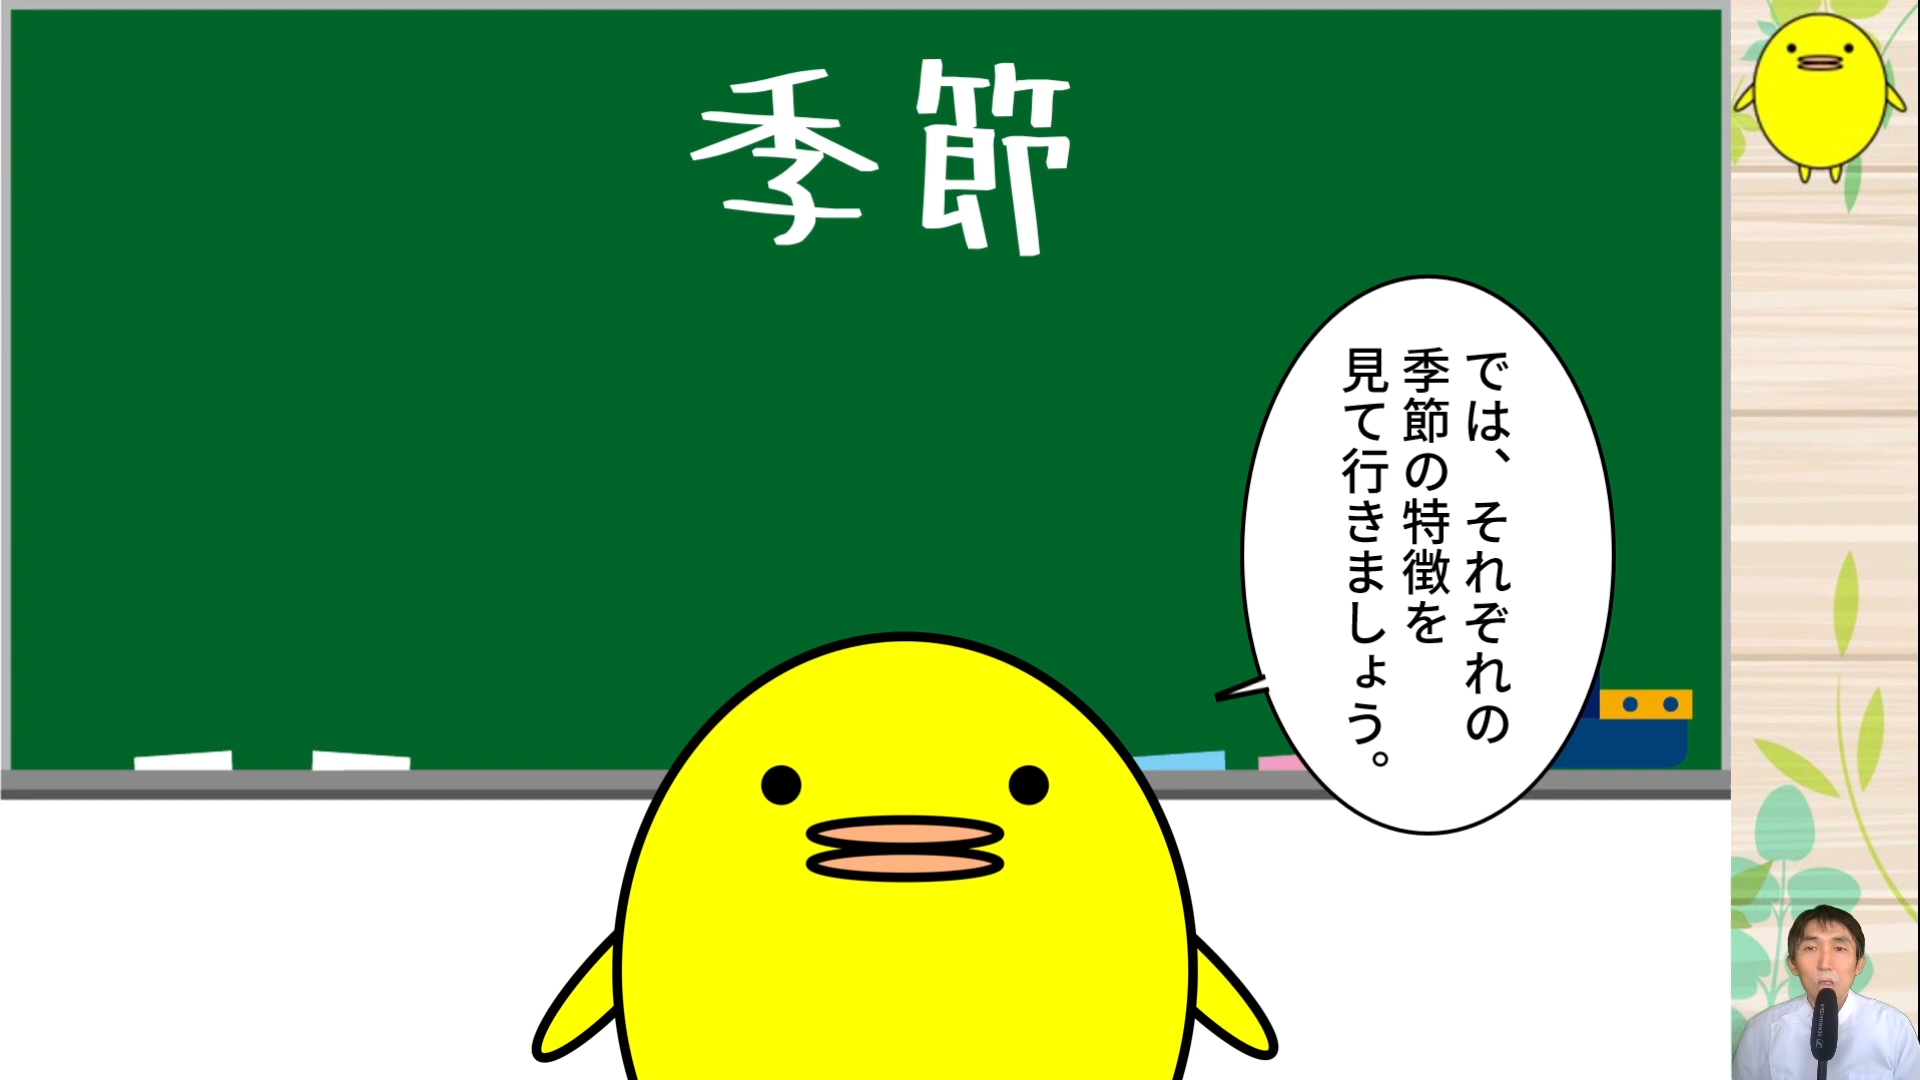 季節
では、それぞれの
季節の特徴を
見て行きましょう。